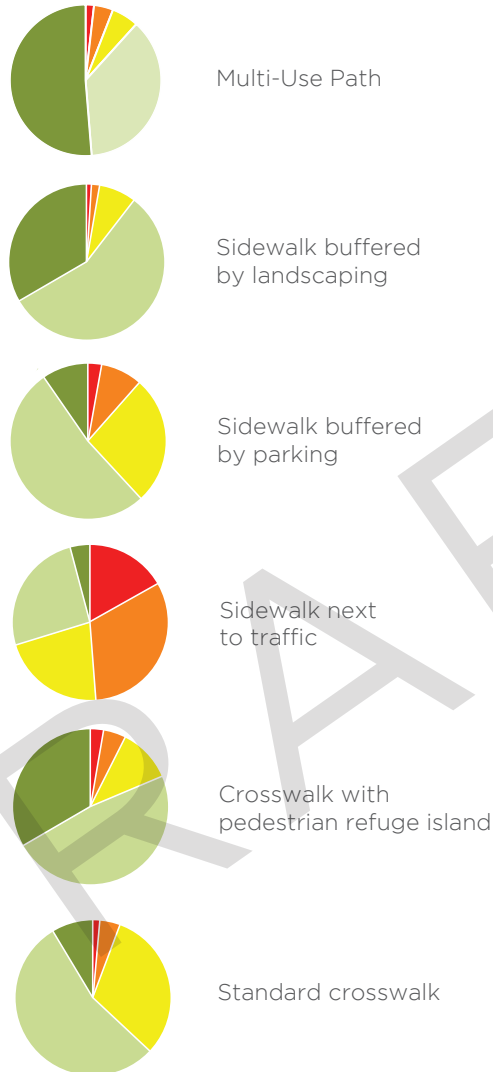 Multi-Use Path
Sidewalk buffered
by landscaping
Sidewalk buffered
by parking
Sidewalk next
to traffic
Crosswalk with
pedestrian refuge island
Standard crosswalk